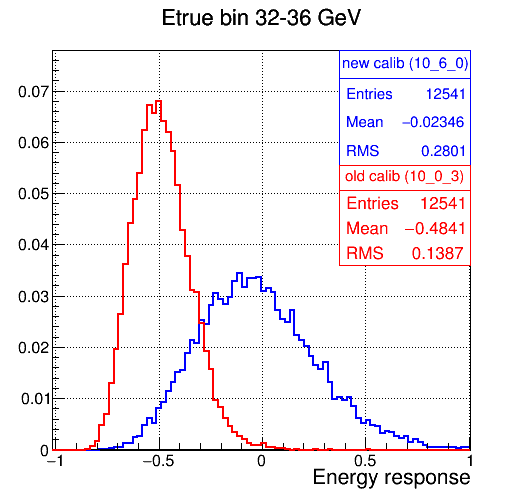 Etrue bin 32-36 GeV
new calib (10_6_0)
Entries 12541
Mean −0.02346
RMS 0.2801
old calib (10_0_3)
Entries 12541
Mean −0.4841
RMS 0.1387
0.07
0.06
0.05
0.04
0.03
0.02
0.01
0
−1 −0.5 0 0.5 1
Energy response